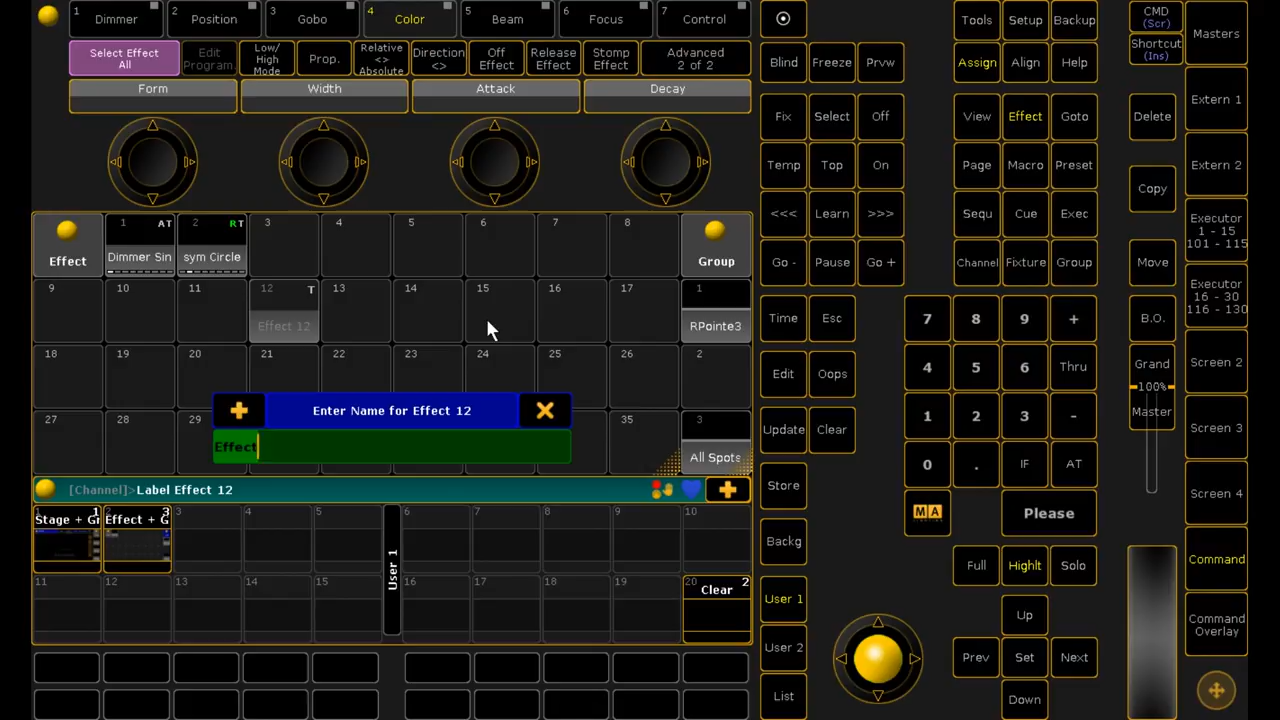 1 Dimmer
2 Position
3 Gobo
4 Color
5 Beam
6 Focus
7 Control
Select Effect All
Edit Program.
Low/ High Mode
Prop.
Relative <> Absolute
Direction <>
Off Effect
Release Effect
Stomp Effect
Advanced 2 of 2
Form
Width
Attack
Decay
Effect
1 AT Dimmer Sin
2 RT sym Circle
3
4
5
6
7
8
Group
9
10
11
12 T Effect 12
13
14
15
16
17
1 RPointe3
18
19
20
21
22
23
24
25
26
2
27
28
29
35
3 All Spots
Enter Name for Effect 12
Effect
[Channel]>Label Effect 12
Stage + Gr 1
Effect + G 3
3
4
5
6
7
8
9
10
User 1
11
12
13
14
15
16
17
18
19
20 Clear 2
Blind
Freeze
Prvw
Fix
Select
Off
Temp
Top
On
<<<
Learn
>>>
Go -
Pause
Go +
Time
Esc
Edit
Oops
Update
Clear
Store
Backg
User 1
User 2
List
Tools
Setup
Backup
Assign
Align
Help
View
Effect
Goto
Page
Macro
Preset
Sequ
Cue
Exec
Channel
Fixture
Group
7
8
9
+
4
5
6
Thru
1
2
3
-
0
.
IF
AT
MA
Please
Full
Highlt
Solo
Up
Prev
Set
Next
Down
CMD (Scr)
Shortcut (Ins)
Delete
Copy
Move
B.O.
Grand
100%
Master
Masters
Extern 1
Extern 2
Executor
1 - 15
101 - 115
Executor
16 - 30
116 - 130
Screen 2
Screen 3
Screen 4
Command
Command Overlay